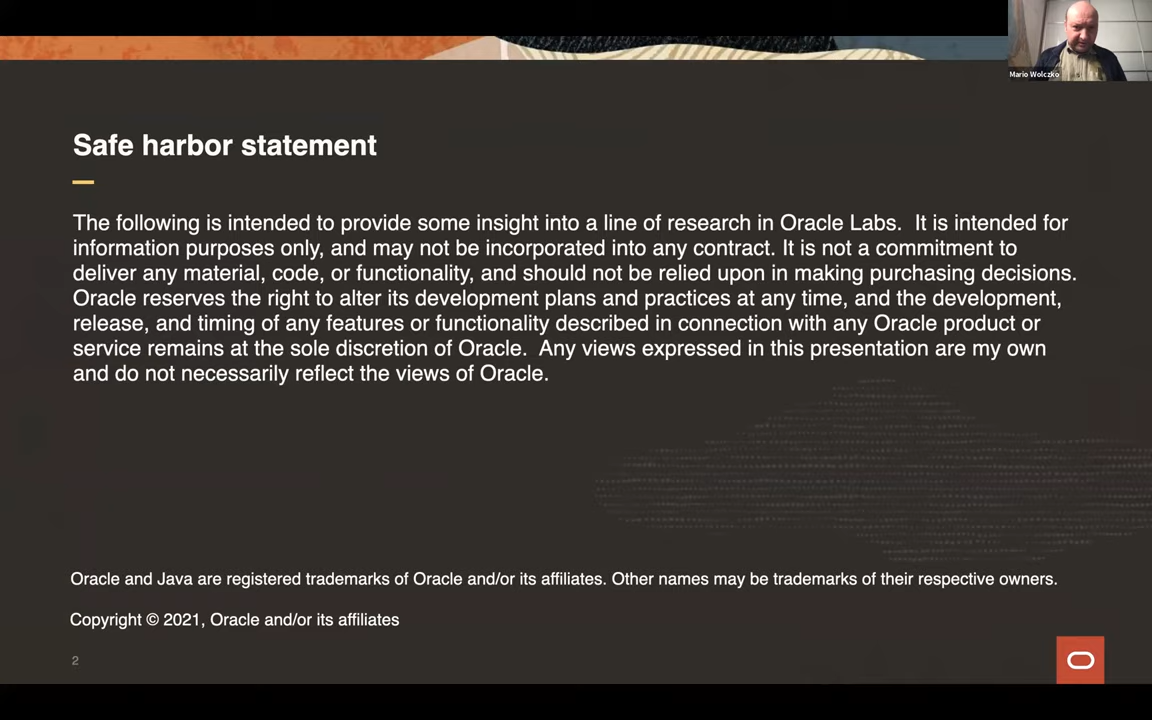 Mario Wolczko
Safe harbor statement
The following is intended to provide some insight into a line of research in Oracle Labs.  It is intended for
information purposes only, and may not be incorporated into any contract. It is not a commitment to
deliver any material, code, or functionality, and should not be relied upon in making purchasing decisions.
Oracle reserves the right to alter its development plans and practices at any time, and the development,
release, and timing of any features or functionality described in connection with any Oracle product or
service remains at the sole discretion of Oracle.  Any views expressed in this presentation are my own
and do not necessarily reflect the views of Oracle.
Oracle and Java are registered trademarks of Oracle and/or its affiliates. Other names may be trademarks of their respective owners.
Copyright © 2021, Oracle and/or its affiliates
2